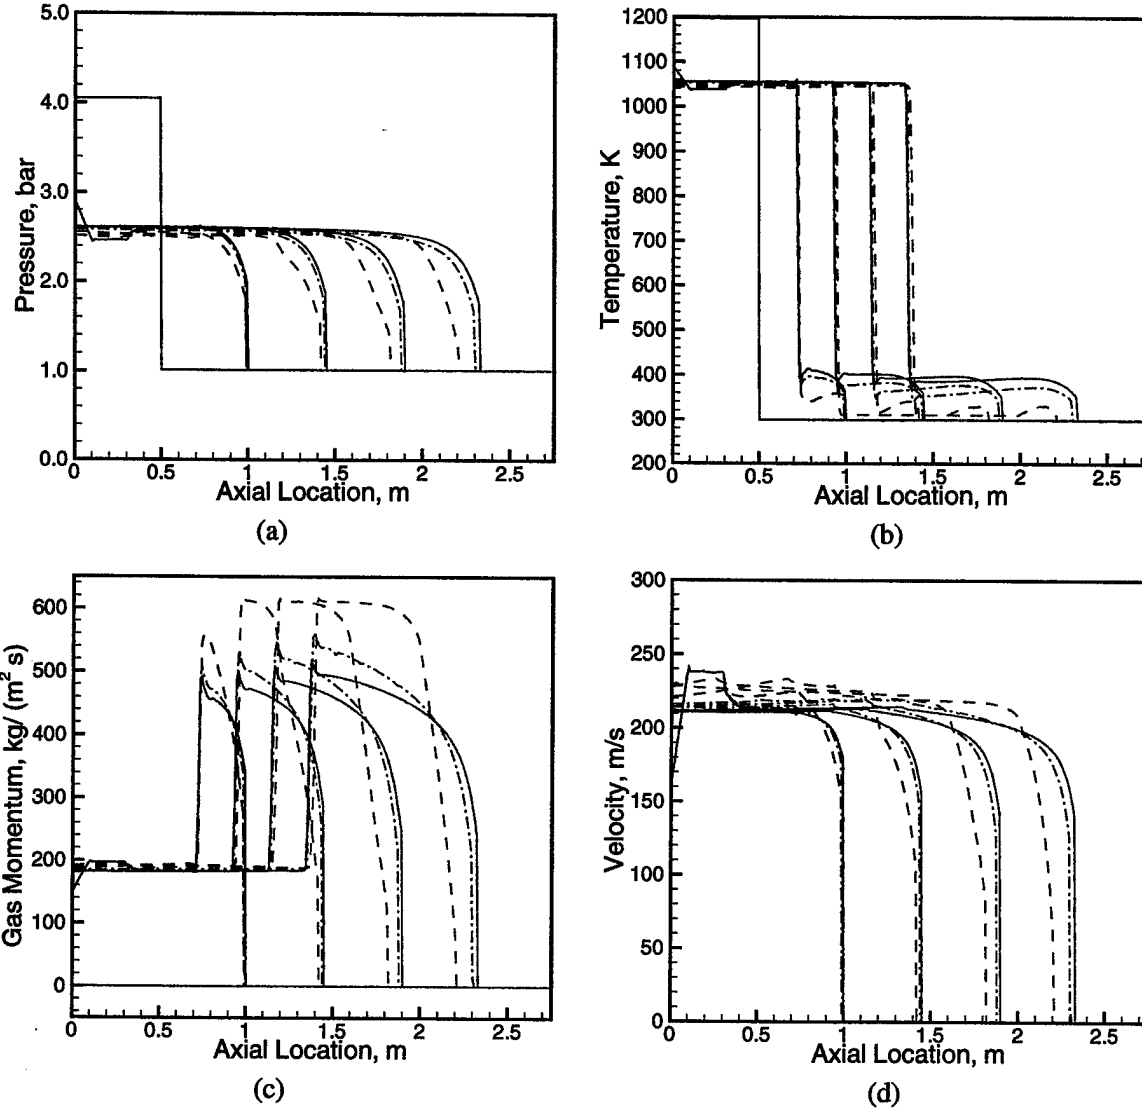 5.0
4.0
3.0
2.0
1.0
0.0
Pressure, bar
0 0.5 1 1.5 2 2.5
Axial Location, m
(a)
1200
1100
1000
900
800
700
600
500
400
300
200
Temperature, K
0 0.5 1 1.5 2 2.5
Axial Location, m
(b)
600
500
400
300
200
100
0
Gas Momentum, kg/ (m² s)
0 0.5 1 1.5 2 2.5
Axial Location, m
(c)
300
250
200
150
100
50
0
Velocity, m/s
0 0.5 1 1.5 2 2.5
Axial Location, m
(d)